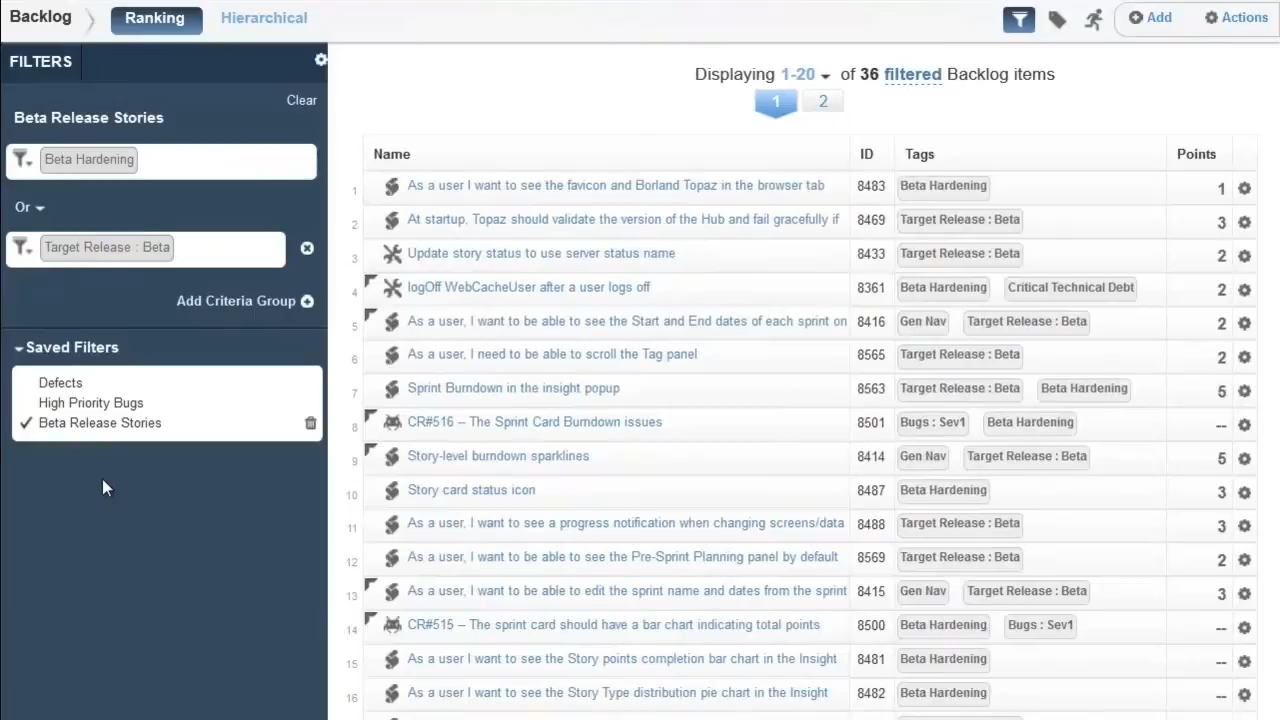 Backlog Ranking Hierarchical Add Actions
FILTERS
Clear
Beta Release Stories
Beta Hardening
Or
Target Release : Beta
Add Criteria Group
Saved Filters
Defects
High Priority Bugs
Beta Release Stories
Displaying 1-20 of 36 filtered Backlog items
1 2
Name ID Tags Points
1 As a user I want to see the favicon and Borland Topaz in the browser tab 8483 Beta Hardening 1
2 At startup, Topaz should validate the version of the Hub and fail gracefully if 8469 Target Release : Beta 3
3 Update story status to use server status name 8433 Target Release : Beta 2
4 logOff WebCacheUser after a user logs off 8361 Beta Hardening Critical Technical Debt 2
5 As a user, I want to be able to see the Start and End dates of each sprint on 8416 Gen Nav Target Release : Beta 2
6 As a user, I need to be able to scroll the Tag panel 8565 Target Release : Beta 2
7 Sprint Burndown in the insight popup 8563 Target Release : Beta Beta Hardening 5
8 CR#516 – The Sprint Card Burndown issues 8501 Bugs : Sev1 Beta Hardening --
9 Story-level burndown sparklines 8414 Gen Nav Target Release : Beta 5
10 Story card status icon 8487 Beta Hardening 3
11 As a user, I want to see a progress notification when changing screens/data 8488 Target Release : Beta 3
12 As a user, I want to be able to see the Pre-Sprint Planning panel by default 8569 Target Release : Beta 2
13 As a user, I want to be able to edit the sprint name and dates from the sprint 8415 Gen Nav Target Release : Beta 3
14 CR#515 – The sprint card should have a bar chart indicating total points 8500 Beta Hardening Bugs : Sev1 --
15 As a user I want to see the Story points completion bar chart in the Insight 8481 Beta Hardening --
16 As a user I want to see the Story Type distribution pie chart in the Insight 8482 Beta Hardening --